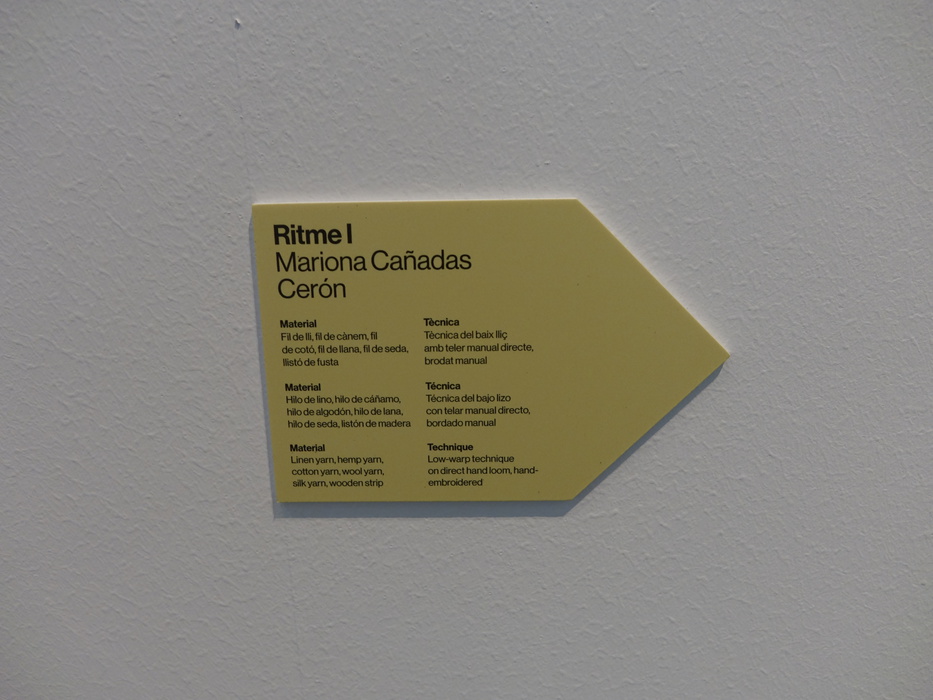 Ritme I
Mariona Cañadas
Cerón
Material
Fil de lli, fil de cànem, fil
de cotó, fil de llana, fil de seda,
llistó de fusta
Tècnica
Tècnica del baix lliç
amb teler manual directe,
brodat manual
Material
Hilo de lino, hilo de cáñamo,
hilo de algodón, hilo de lana,
hilo de seda, listón de madera
Técnica
Técnica del bajo lizo
con telar manual directo,
bordado manual
Material
Linen yarn, hemp yarn,
cotton yarn, wool yarn,
silk yarn, wooden strip
Technique
Low-warp technique
on direct hand loom, hand-
embroidered